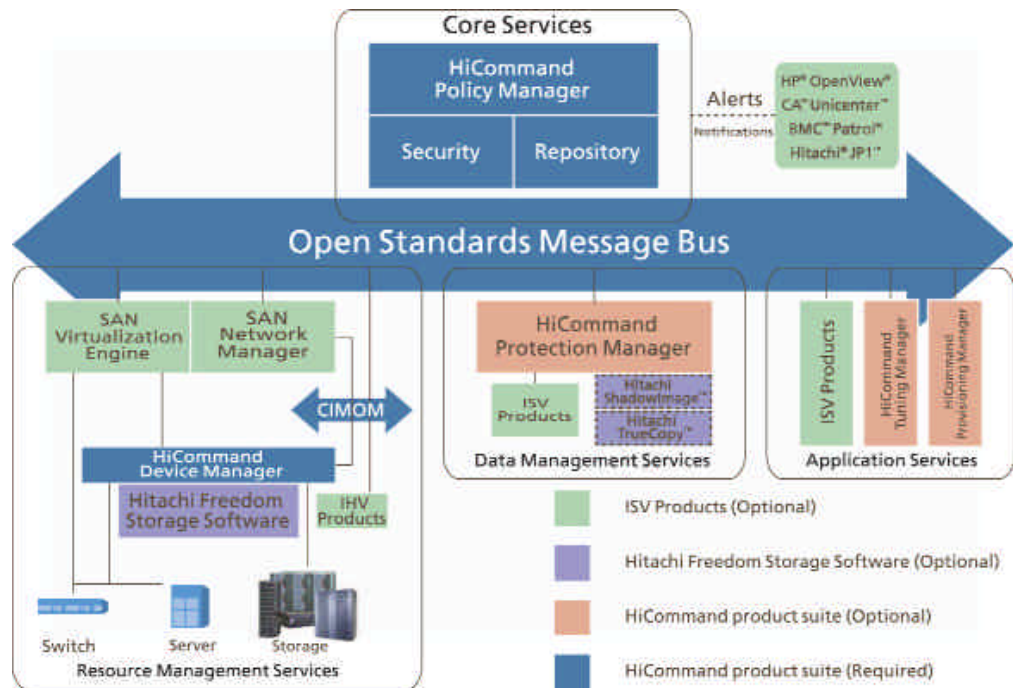 Core Services
HiCommand
Policy Manager
Security
Repository
Alerts
Notifications
HP® OpenView®
CA™ Unicenter™
BMC™ Patrol®
Hitachi® JP1™
Open Standards Message Bus
SAN
Virtualization
Engine
SAN
Network
Manager
CIMOM
HiCommand
Device Manager
Hitachi Freedom
Storage Software
IHV
Products
Switch
Server
Storage
Resource Management Services
HiCommand
Protection Manager
ISV
Products
Hitachi
ShadowImage™
Hitachi
TrueCopy™
Data Management Services
ISV Products
HiCommand
Tuning Manager
HiCommand
Provisioning Manager
Application Services
ISV Products (Optional)
Hitachi Freedom Storage Software (Optional)
HiCommand product suite (Optional)
HiCommand product suite (Required)